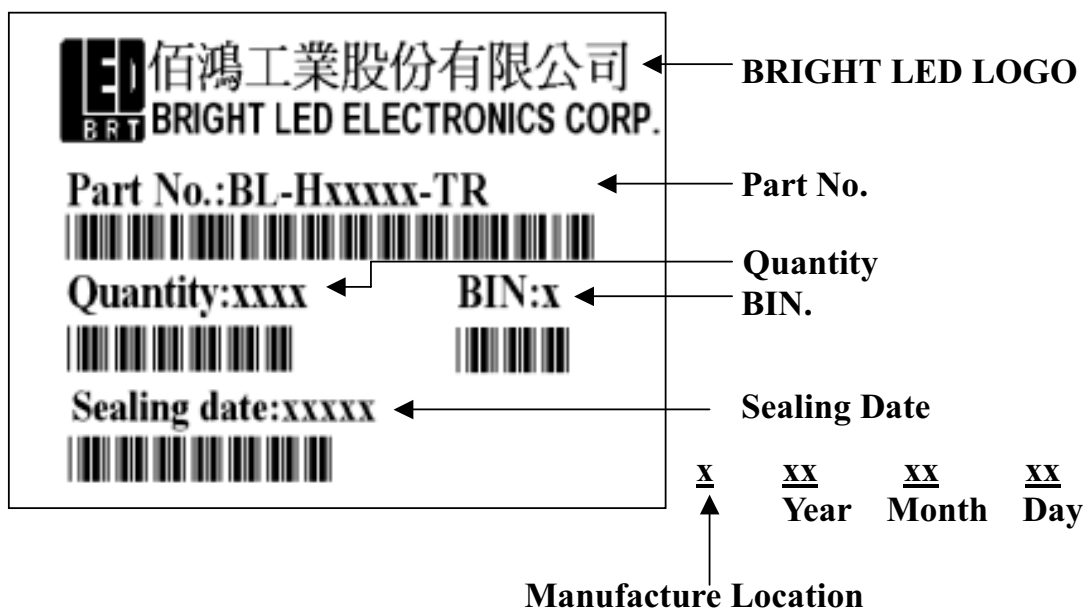 LED 佰鴻工業股份有限公司 BRIGHT LED LOGO
BRT BRIGHT LED ELECTRONICS CORP.
Part No.:BL-Hxxxxx-TR Part No.
Quantity
Quantity:xxxx BIN:x BIN.
Sealing date:xxxxx Sealing Date
x xx xx xx
Year Month Day
Manufacture Location